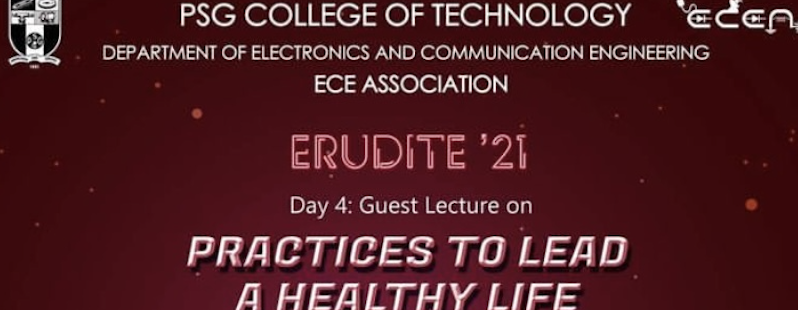 PSG COLLEGE OF TECHNOLOGY
DEPARTMENT OF ELECTRONICS AND COMMUNICATION ENGINEERING
ECE ASSOCIATION
ERUDITE ’21
Day 4: Guest Lecture on
PRACTICES TO LEAD
A HEALTHY LIFE